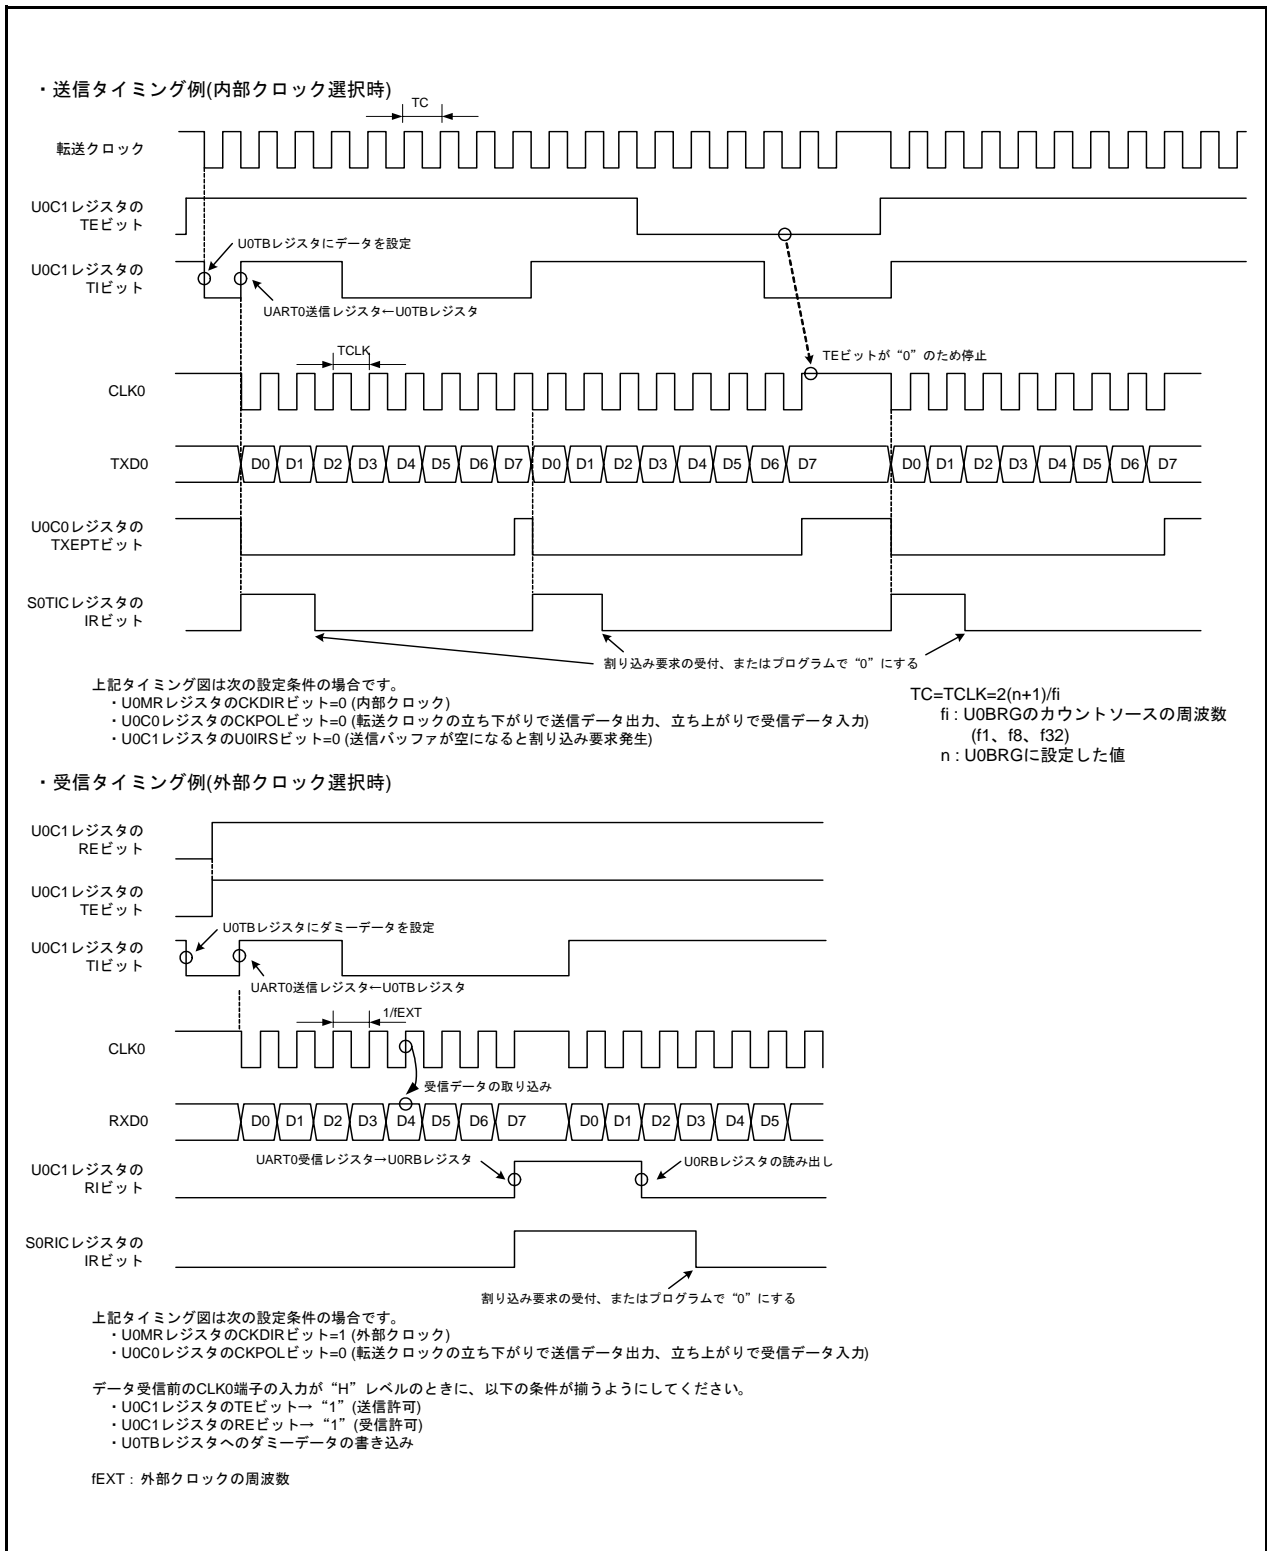 ・送信タイミング例(内部クロック選択時)
TC
転送クロック
U0C1レジスタの
TEビット
U0TBレジスタにデータを設定
U0C1レジスタの
TIビット
UART0送信レジスタ←U0TBレジスタ
TCLK
TEビットが“0”のため停止
CLK0
TXD0 D0 D1 D2 D3 D4 D5 D6 D7 D0 D1 D2 D3 D4 D5 D6 D7 D0 D1 D2 D3 D4 D5 D6 D7
U0C0レジスタの
TXEPTビット
S0TICレジスタの
IRビット
割り込み要求の受付、またはプログラムで“0”にする
上記タイミング図は次の設定条件の場合です。
・U0MRレジスタのCKDIRビット=0 (内部クロック)
・U0C0レジスタのCKPOLビット=0 (転送クロックの立ち下がりで送信データ出力、立ち上がりで受信データ入力)
・U0C1レジスタのU0IRSビット=0 (送信バッファが空になると割り込み要求発生)
TC=TCLK=2(n+1)/fi
fi : U0BRGのカウントソースの周波数
(f1、f8、f32)
n : U0BRGに設定した値
・受信タイミング例(外部クロック選択時)
U0C1レジスタの
REビット
U0C1レジスタの
TEビット
U0TBレジスタにダミーデータを設定
U0C1レジスタの
TIビット
UART0送信レジスタ←U0TBレジスタ
1/fEXT
CLK0
受信データの取り込み
RXD0 D0 D1 D2 D3 D4 D5 D6 D7 D0 D1 D2 D3 D4 D5
UART0受信レジスタ→U0RBレジスタ
U0RBレジスタの読み出し
U0C1レジスタの
RIビット
S0RICレジスタの
IRビット
割り込み要求の受付、またはプログラムで“0”にする
上記タイミング図は次の設定条件の場合です。
・U0MRレジスタのCKDIRビット=1 (外部クロック)
・U0C0レジスタのCKPOLビット=0 (転送クロックの立ち下がりで送信データ出力、立ち上がりで受信データ入力)
データ受信前のCLK0端子の入力が“H”レベルのときに、以下の条件が揃うようにしてください。
・U0C1レジスタのTEビット→“1”(送信許可)
・U0C1レジスタのREビット→“1”(受信許可)
・U0TBレジスタへのダミーデータの書き込み
fEXT : 外部クロックの周波数